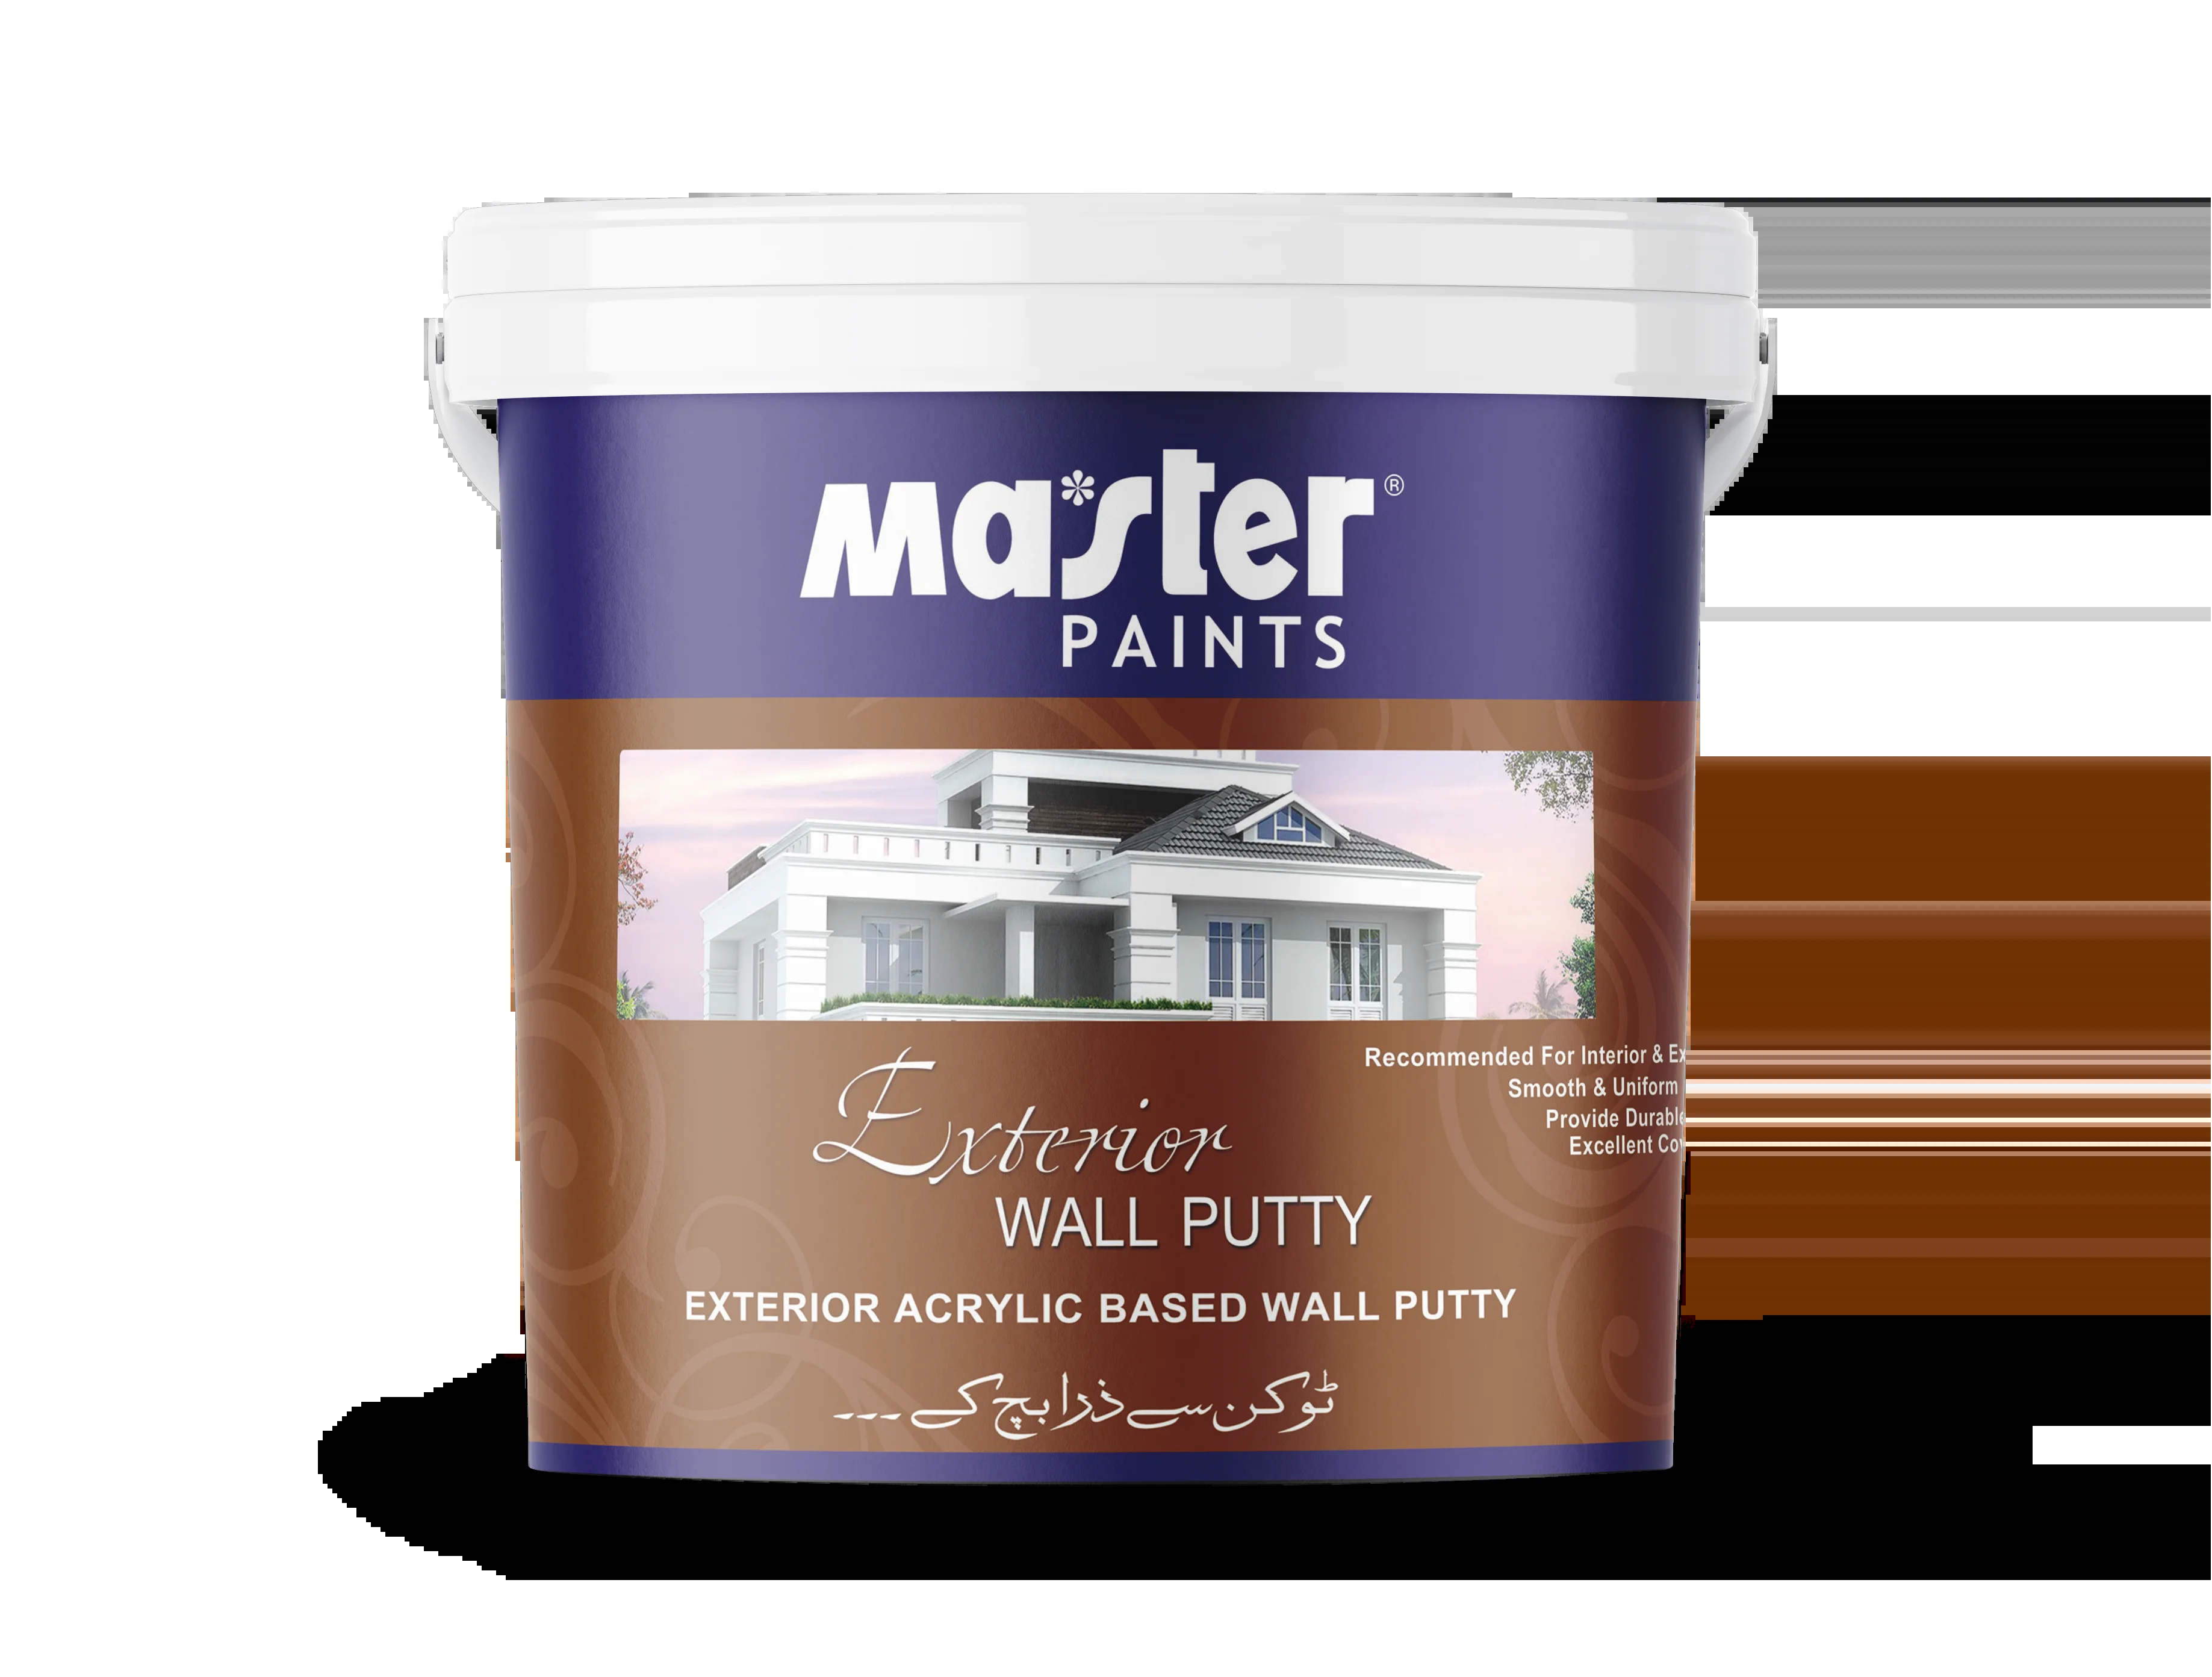 Master®
PAINTS
Exterior
WALL PUTTY
Recommended For Interior & Ex
Smooth & Uniform
Provide Durable
Excellent Co
EXTERIOR ACRYLIC BASED WALL PUTTY
ٹوکن سے ذرا بچ کے ---